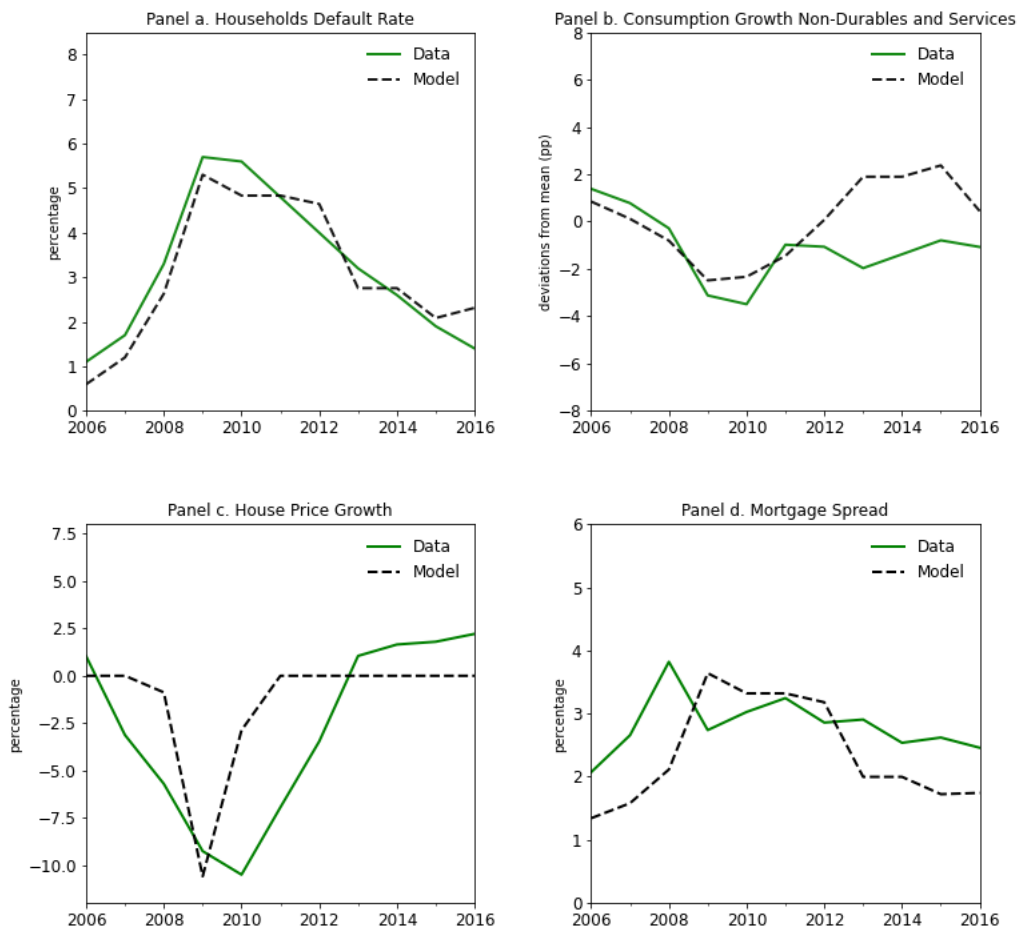 Panel a. Households Default Rate
8
7
6
5
4
3
2
1
0
percentage
Data
Model
2006 2008 2010 2012 2014 2016
Panel b. Consumption Growth Non-Durables and Services
8
6
4
2
0
−2
−4
−6
−8
deviations from mean (pp)
Data
Model
2006 2008 2010 2012 2014 2016
Panel c. House Price Growth
7.5
5.0
2.5
0.0
−2.5
−5.0
−7.5
−10.0
percentage
Data
Model
2006 2008 2010 2012 2014 2016
Panel d. Mortgage Spread
6
5
4
3
2
1
0
percentage
Data
Model
2006 2008 2010 2012 2014 2016